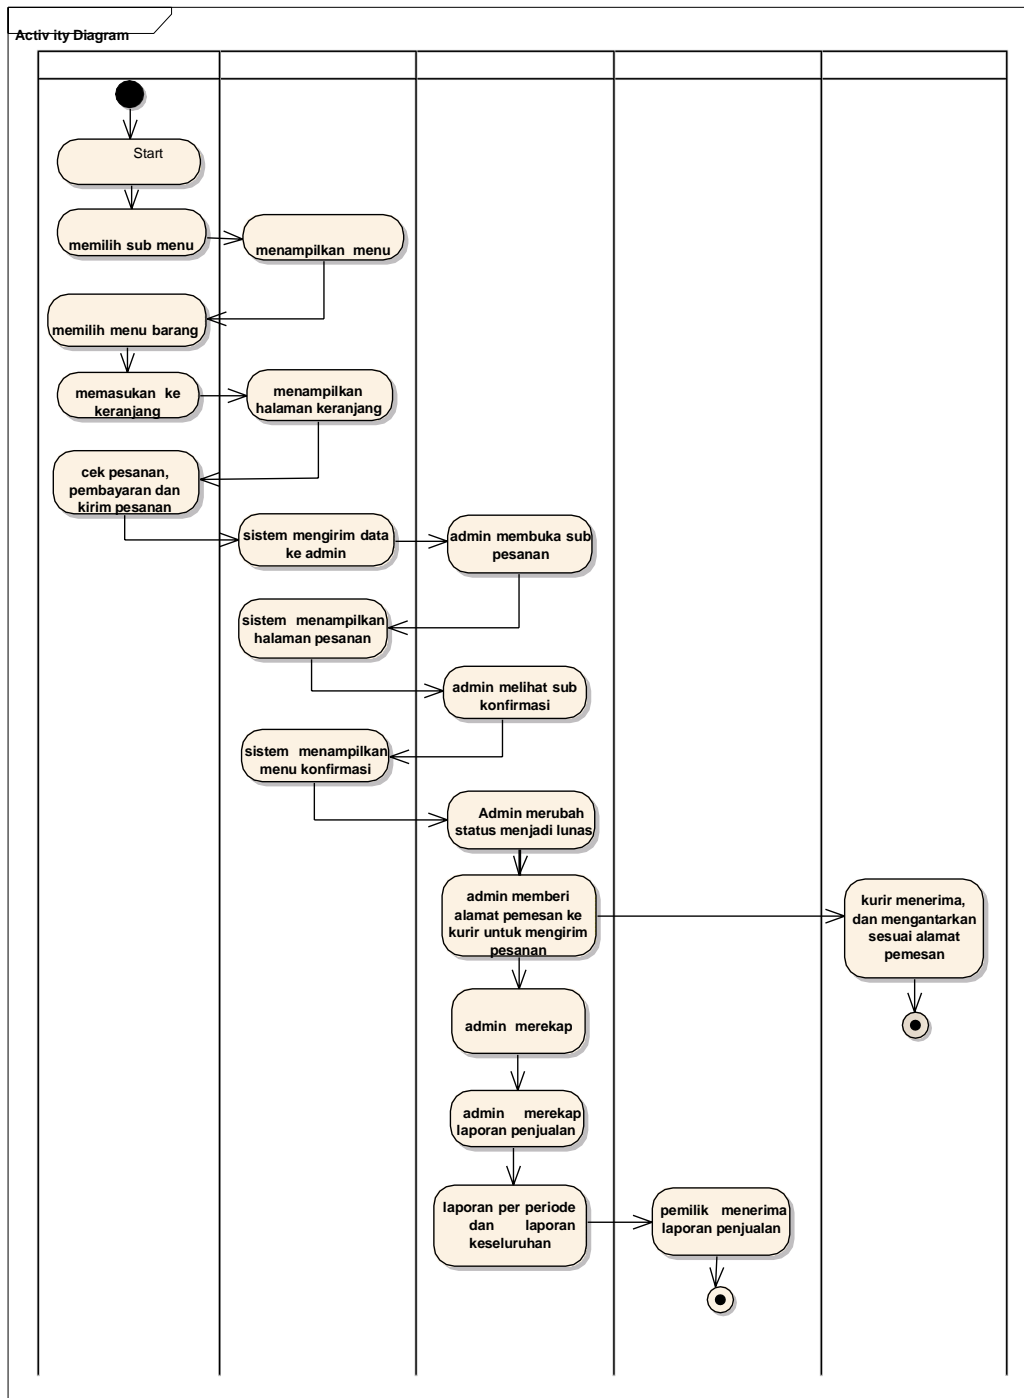 Activ ity Diagram
Start
memilih sub menu
menampilkan menu
memilih menu barang
memasukan ke
keranjang
menampilkan
halaman keranjang
cek pesanan,
pembayaran dan
kirim pesanan
sistem mengirim data
ke admin
admin membuka sub
pesanan
sistem menampilkan
halaman pesanan
admin melihat sub
konfirmasi
sistem menampilkan
menu konfirmasi
Admin merubah
status menjadi lunas
admin memberi
alamat pemesan ke
kurir untuk mengirim
pesanan
kurir menerima,
dan mengantarkan
sesuai alamat
pemesan
admin merekap
admin merekap
laporan penjualan
laporan per periode
dan laporan
keseluruhan
pemilik menerima
laporan penjualan